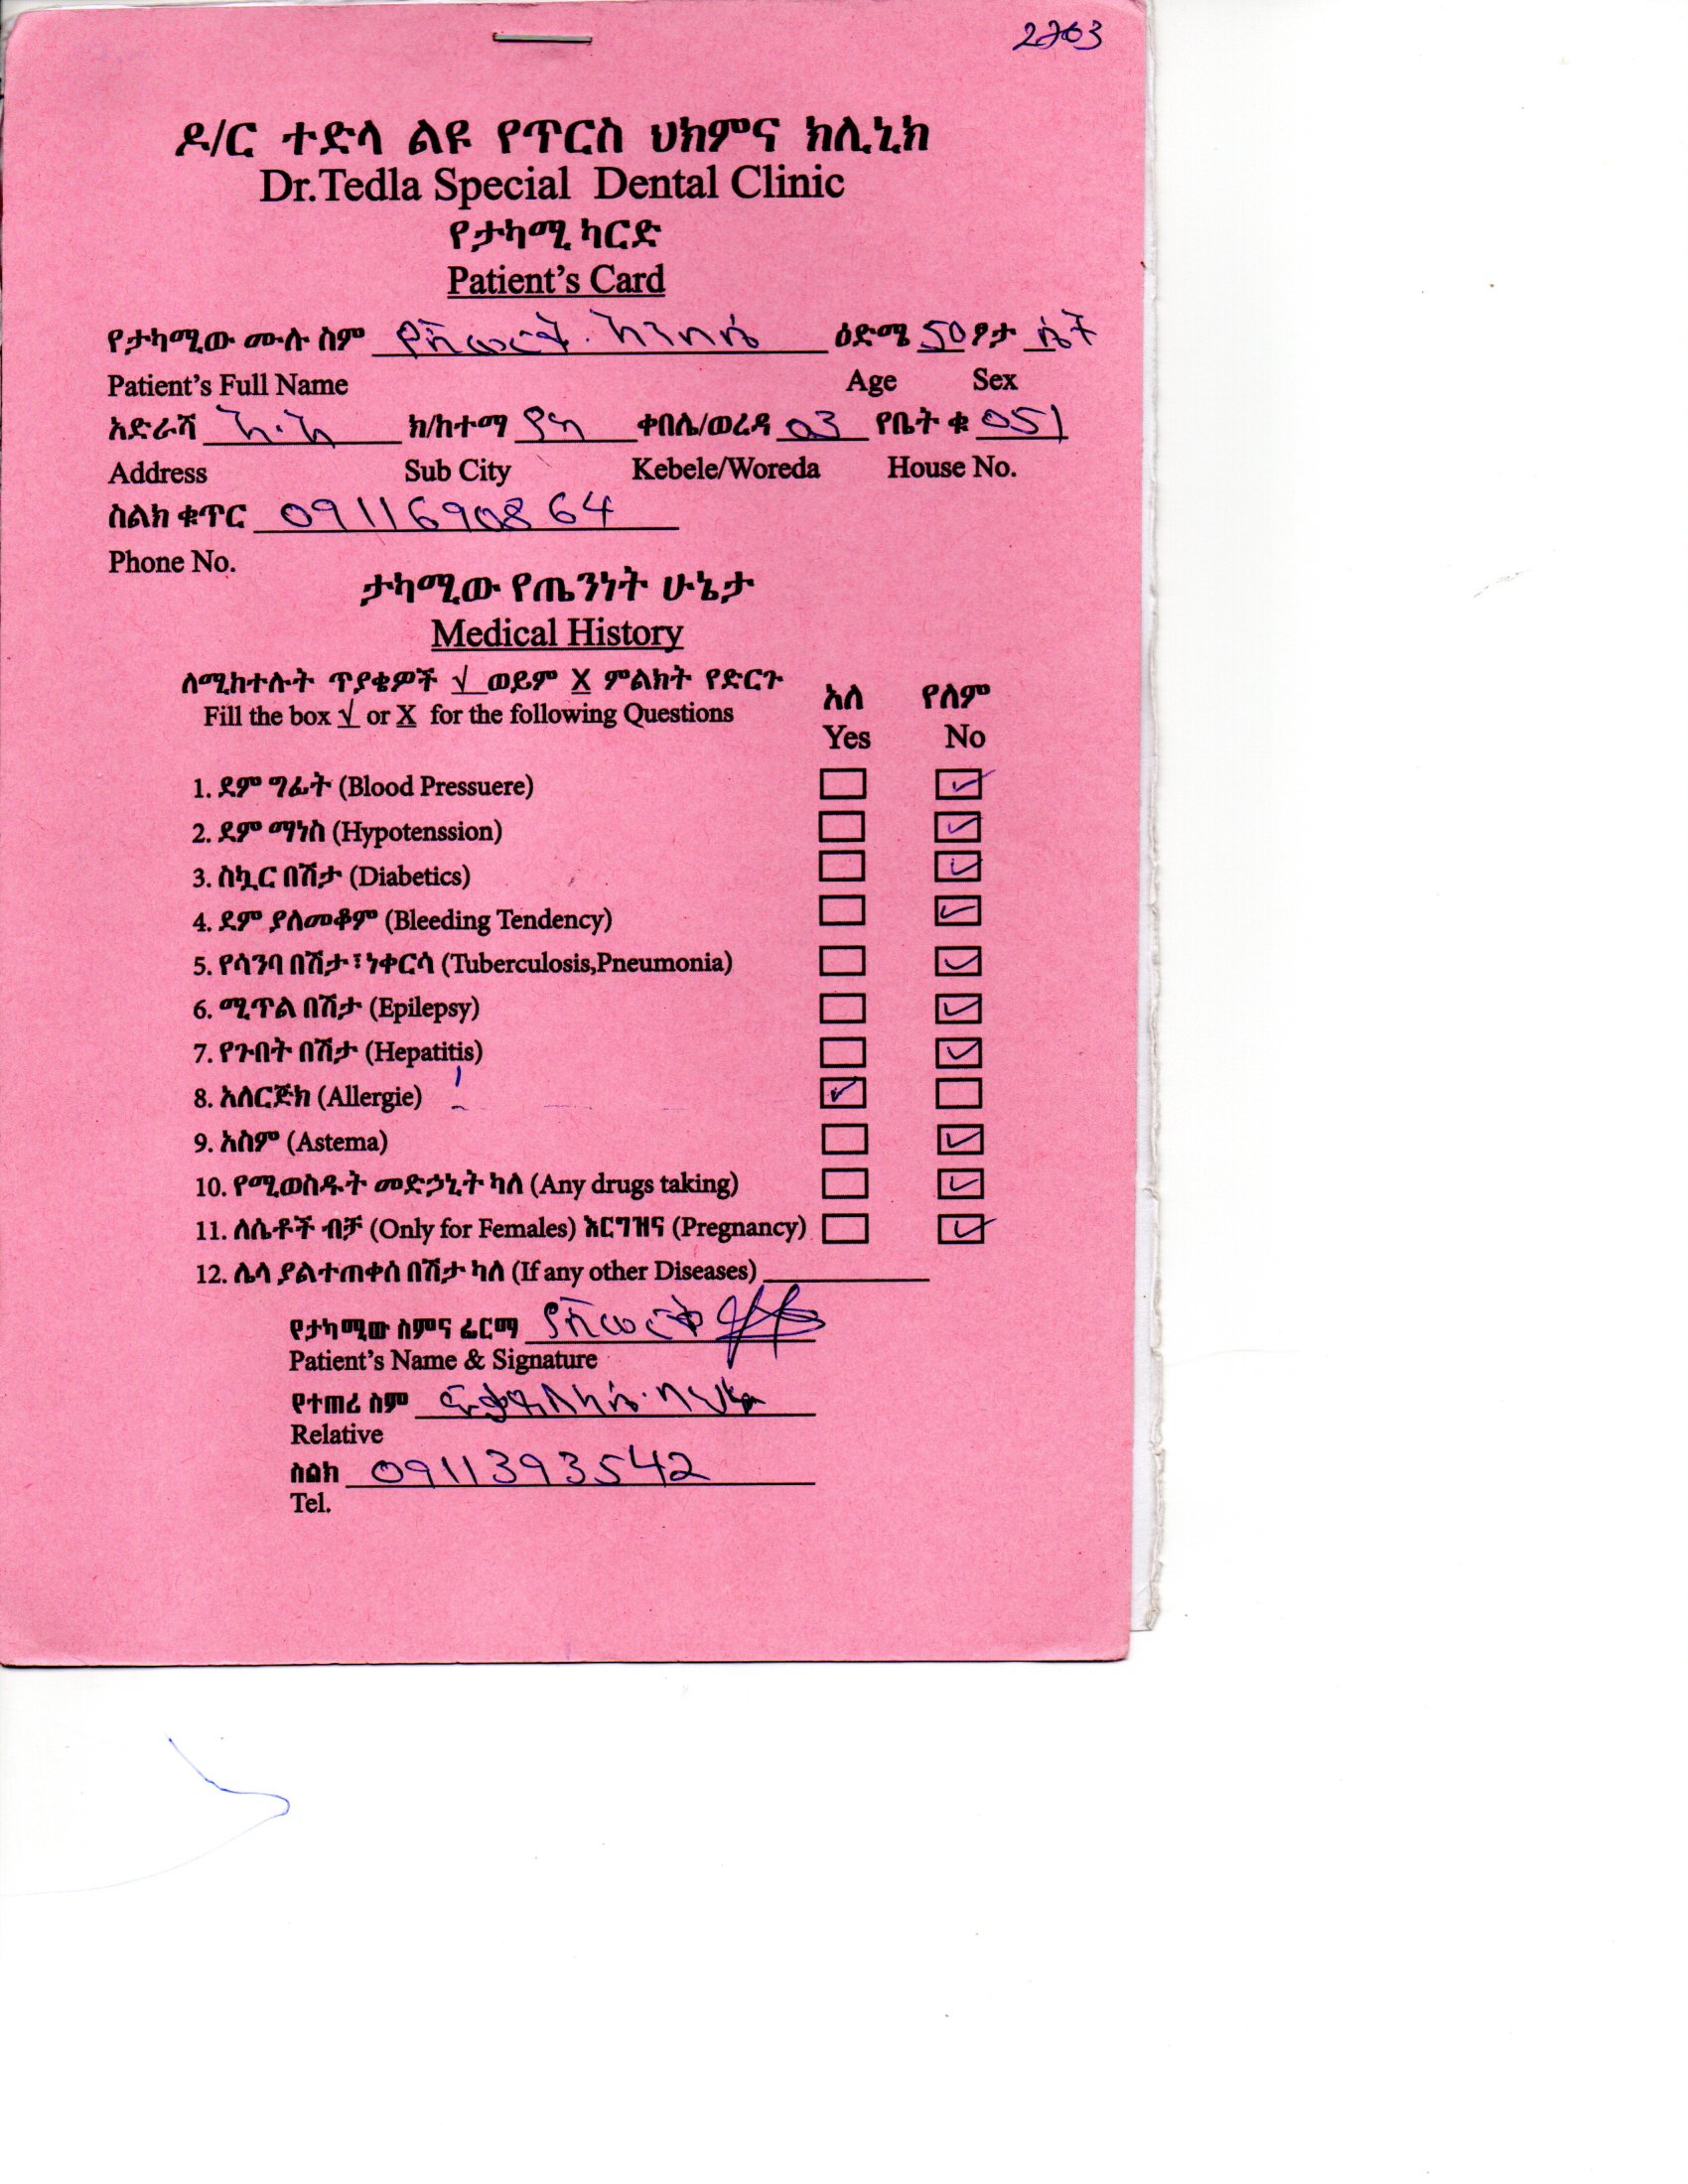 2703
ዶ/ር ተድላ ልዩ የጥርስ ህክምና ክሊኒክ
Dr.Tedla Special Dental Clinic
የታካሚ ካርድ
Patient's Card
የታካሚው ሙሉ ስም የሺወርቅ ዕድሜ 50 ፆታ ሴት
Patient's Full Name Age Sex
አድራሻ አ.አ ክ/ከተማ የካ ቀበሌ/ወረዳ 03 የቤት ቁ 051
Address Sub City Kebele/Woreda House No.
ስልክ ቁጥር 0911690864
Phone No.
ታካሚው የጤንነት ሁኔታ
Medical History
ለሚከተሉት ጥያቄዎች √ ወይም X ምልክት የድርጉ
Fill the box √ or X for the following Questions
አለ የለም
Yes No
1. ደም ግፊት (Blood Pressuere) ✓
2. ደም ማነስ (Hypotenssion) ✓
3. ስኳር በሽታ (Diabetics) ✓
4. ደም ያለመቆም (Bleeding Tendency) ✓
5. የሳንባ በሽታ፣ነቀርሳ (Tuberculosis,Pneumonia) ✓
6. ሚጥል በሽታ (Epilepsy) ✓
7. የጉበት በሽታ (Hepatitis) ✓
8. አለርጅክ (Allergie) ✓
9. አስም (Astema) ✓
10. የሚወስዱት መድኃኒት ካለ (Any drugs taking) ✓
11. ለሴቶች ብቻ (Only for Females) እርግዝና (Pregnancy) ✓
12. ሌላ ያልተጠቀሰ በሽታ ካለ (If any other Diseases)
የታካሚው ስምና ፊርማ የሺወርቅ
Patient's Name & Signature
የተጠሪ ስም
Relative
ስልክ 0911393542
Tel.